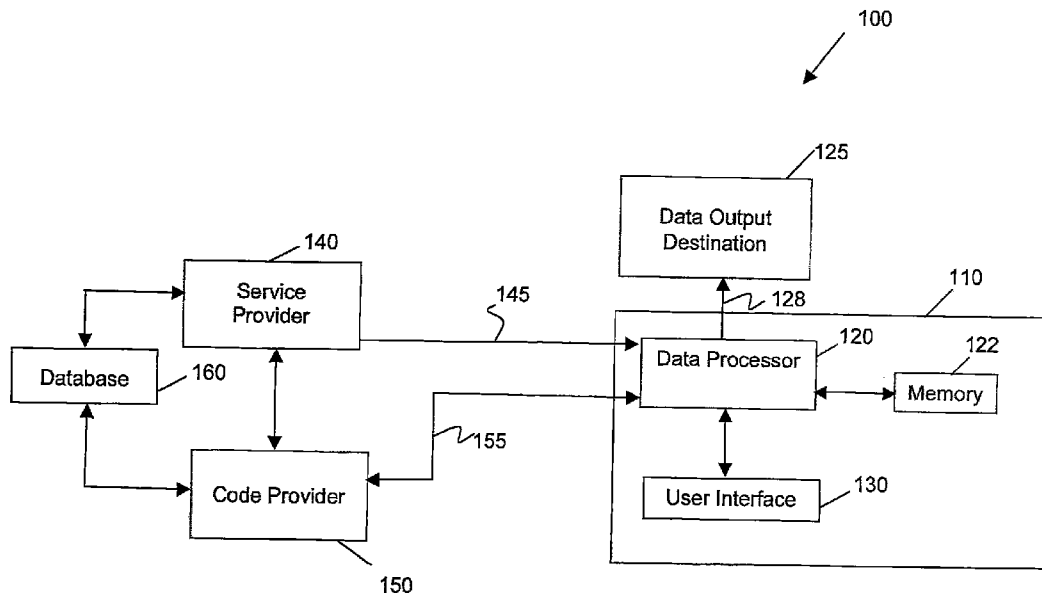 100
125
Data Output
Destination
140
Service
Provider
145
128
110
Data Processor
120
122
Memory
Database
160
155
Code Provider
User Interface
130
150